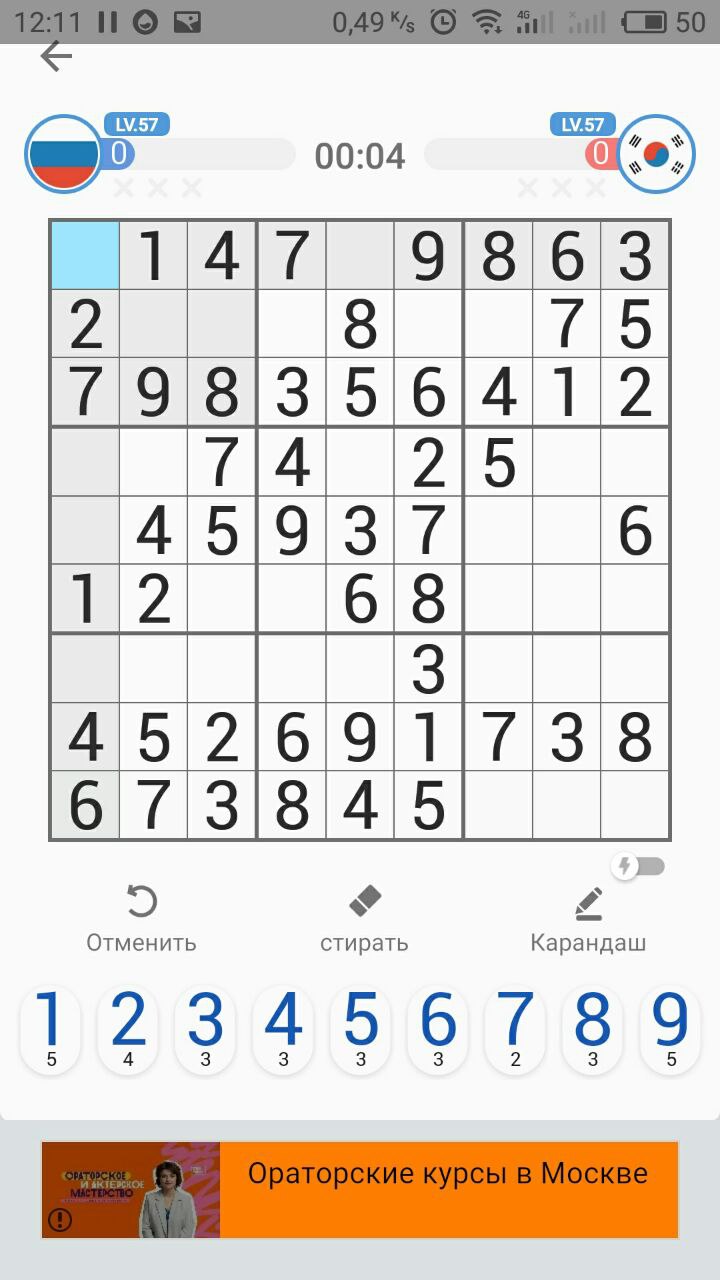 12:11 0,49 К/s 4G 50
LV.57 LV.57
0 00:04 0
1 4 7 9 8 6 3
2 8 7 5
7 9 8 3 5 6 4 1 2
7 4 2 5
4 5 9 3 7 6
1 2 6 8
3
4 5 2 6 9 1 7 3 8
6 7 3 8 4 5
Отменить стирать Карандаш
1 2 3 4 5 6 7 8 9
5 4 3 3 3 3 2 3 5
ОРАТОРСКОЕ
И АКТЕРСКОЕ
МАСТЕРСТВО
Ораторские курсы в Москве